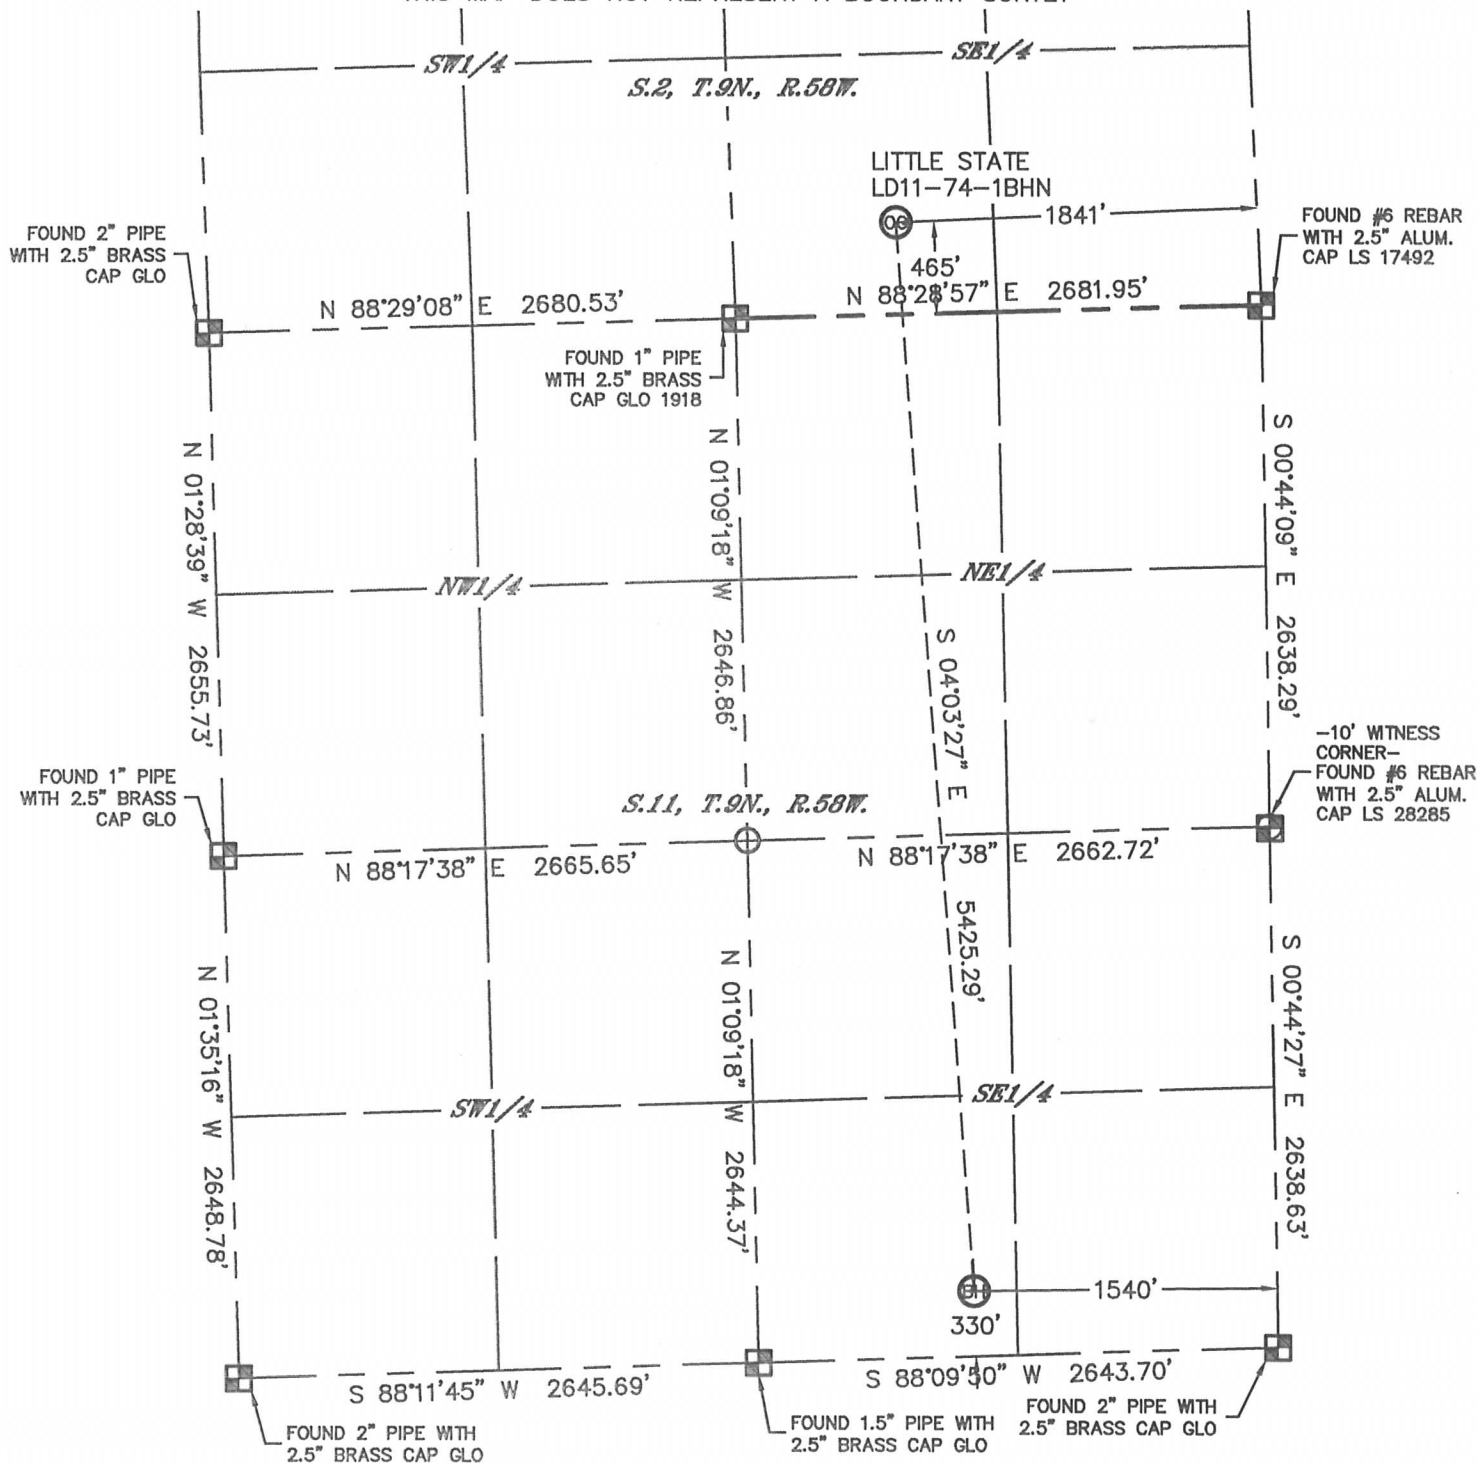 SW1/4
SE1/4
S.2, T.9N., R.58W.
LITTLE STATE
LD11-74-1BHN
1841'
465'
FOUND 2" PIPE
WITH 2.5" BRASS
CAP GLO
FOUND #6 REBAR
WITH 2.5" ALUM.
CAP LS 17492
N 88°29'08" E 2680.53'
N 88°28'57" E 2681.95'
FOUND 1" PIPE
WITH 2.5" BRASS
CAP GLO 1918
N 01°28'39" W 2655.73'
N 01°09'18" W 2646.86'
S 00°44'09" E 2638.29'
NW1/4
NE1/4
S 04°03'27" E 5425.29'
FOUND 1" PIPE
WITH 2.5" BRASS
CAP GLO
S.11, T.9N., R.58W.
-10' WITNESS
CORNER-
FOUND #6 REBAR
WITH 2.5" ALUM.
CAP LS 28285
N 88°17'38" E 2665.65'
N 88°17'38" E 2662.72'
N 01°35'16" W 2648.78'
N 01°09'18" W 2644.37'
S 00°44'27" E 2638.63'
SW1/4
SE1/4
BH
1540'
330'
S 88°11'45" W 2645.69'
S 88°09'50" W 2643.70'
FOUND 2" PIPE WITH
2.5" BRASS CAP GLO
FOUND 1.5" PIPE WITH
2.5" BRASS CAP GLO
FOUND 2" PIPE WITH
2.5" BRASS CAP GLO